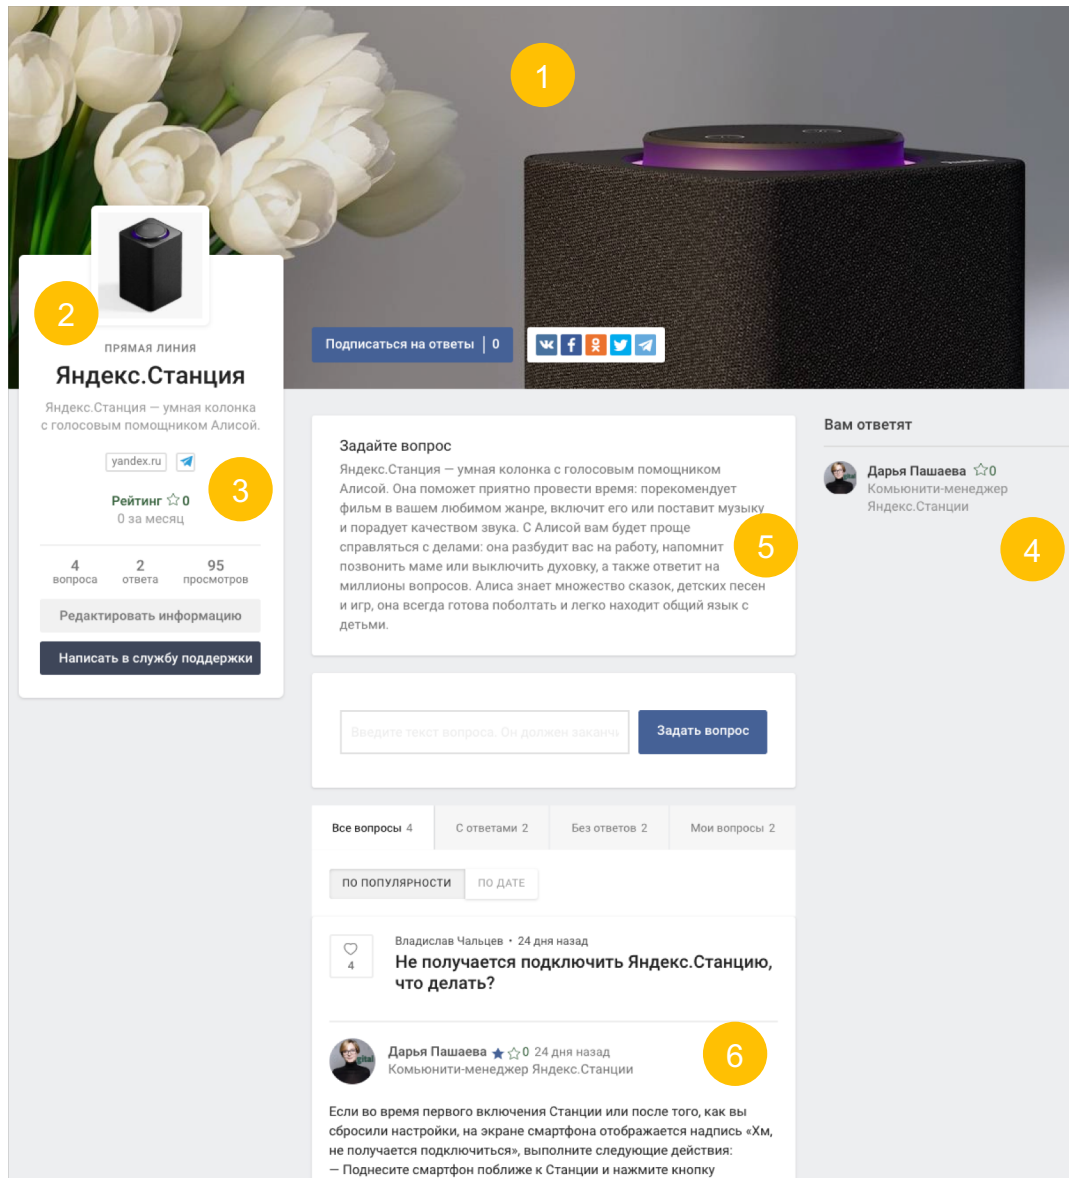 1
2
ПРЯМАЯ ЛИНИЯ
Яндекс.Станция
Яндекс.Станция — умная колонка
с голосовым помощником Алисой.
yandex.ru
3
Рейтинг 0
0 за месяц
4 2 95
вопроса ответа просмотров
Редактировать информацию
Написать в службу поддержки
Подписаться на ответы | 0
Задайте вопрос
Яндекс.Станция — умная колонка с голосовым помощником
Алисой. Она поможет приятно провести время: порекомендует
фильм в вашем любимом жанре, включит его или поставит музыку
и порадует качеством звука. С Алисой вам будет проще
справляться с делами: она разбудит вас на работу, напомнит
позвонить маме или выключить духовку, а также ответит на
миллионы вопросов. Алиса знает множество сказок, детских песен
и игр, она всегда готова поболтать и легко находит общий язык с
детьми.
5
Вам ответят
Дарья Пашаева 0
Комьюнити-менеджер
Яндекс.Станции
4
Введите текст вопроса. Он должен заканчи
Задать вопрос
Все вопросы 4
С ответами 2
Без ответов 2
Мои вопросы 2
ПО ПОПУЛЯРНОСТИ
ПО ДАТЕ
4
Владислав Чальцев • 24 дня назад
Не получается подключить Яндекс.Станцию,
что делать?
6
Дарья Пашаева 0 24 дня назад
Комьюнити-менеджер Яндекс.Станции
Если во время первого включения Станции или после того, как вы
сбросили настройки, на экране смартфона отображается надпись «Хм,
не получается подключиться», выполните следующие действия:
— Поднесите смартфон поближе к Станции и нажмите кнопку